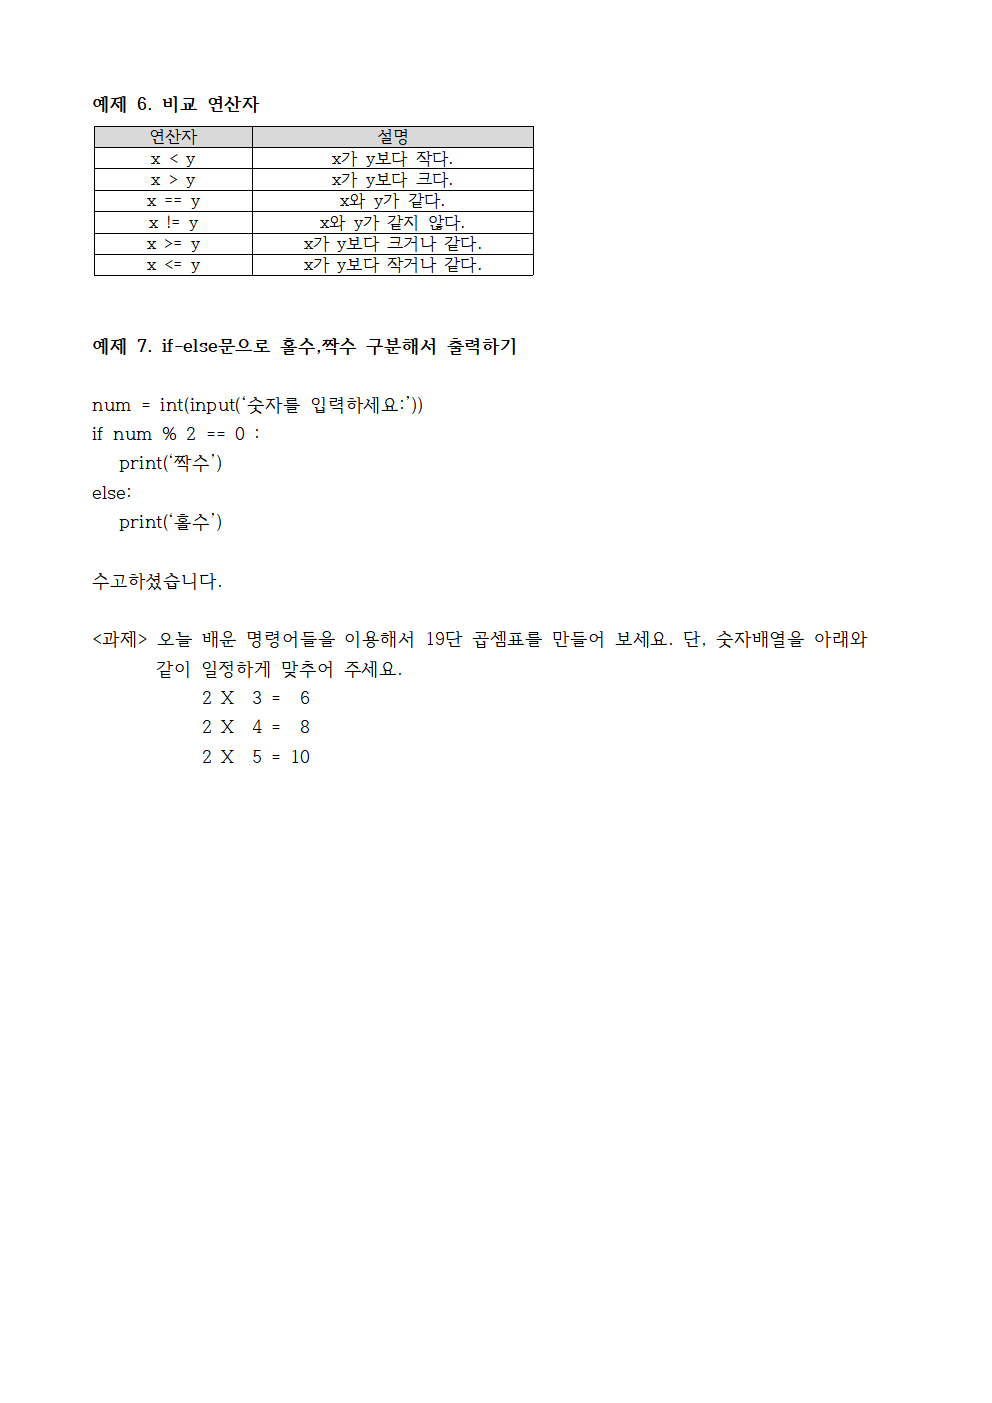 예제 6. 비교 연산자
연산자 설명
x < y x가 y보다 작다.
x > y x가 y보다 크다.
x == y x와 y가 같다.
x != y x와 y가 같지 않다.
x >= y x가 y보다 크거나 같다.
x <= y x가 y보다 작거나 같다.
예제 7. if-else문으로 홀수,짝수 구분해서 출력하기
num = int(input(‘숫자를 입력하세요:’))
if num % 2 == 0 :
print(‘짝수’)
else:
print(‘홀수’)
수고하셨습니다.
<과제> 오늘 배운 명령어들을 이용해서 19단 곱셈표를 만들어 보세요. 단, 숫자배열을 아래와
같이 일정하게 맞추어 주세요.
2 X 3 = 6
2 X 4 = 8
2 X 5 = 10